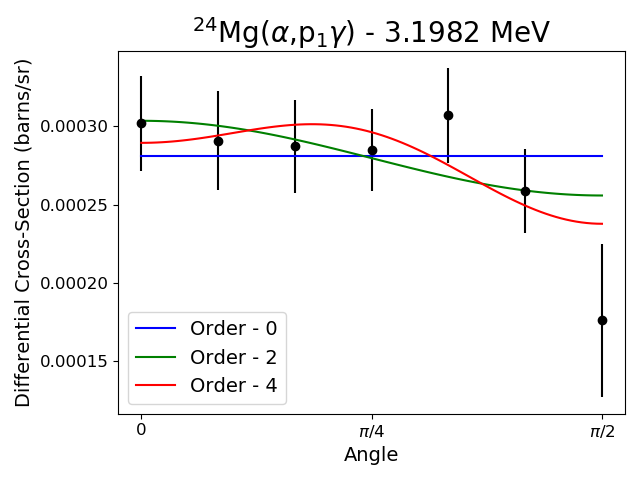 ²⁴Mg(α,p₁γ) - 3.1982 MeV
Differential Cross-Section (barns/sr)
0.00030
0.00025
0.00020
0.00015
Order - 0
Order - 2
Order - 4
0 π/4 π/2
Angle